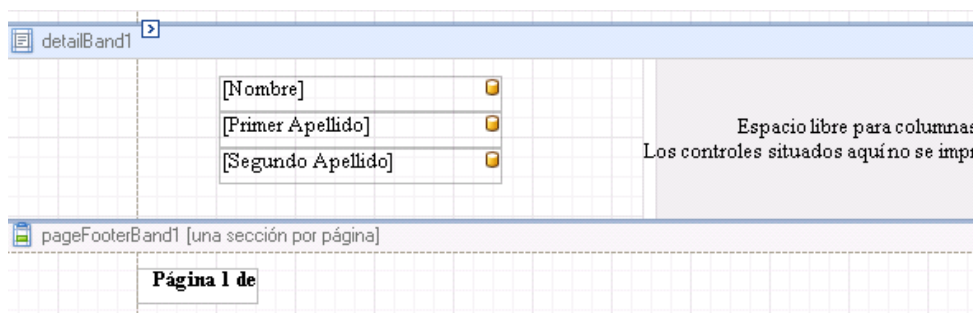 detailBand1
[Nombre]
[Primer Apellido]
[Segundo Apellido]
Espacio libre para columnas
Los controles situados aquí no se impr
pageFooterBand1 [una sección por página]
Página 1 de